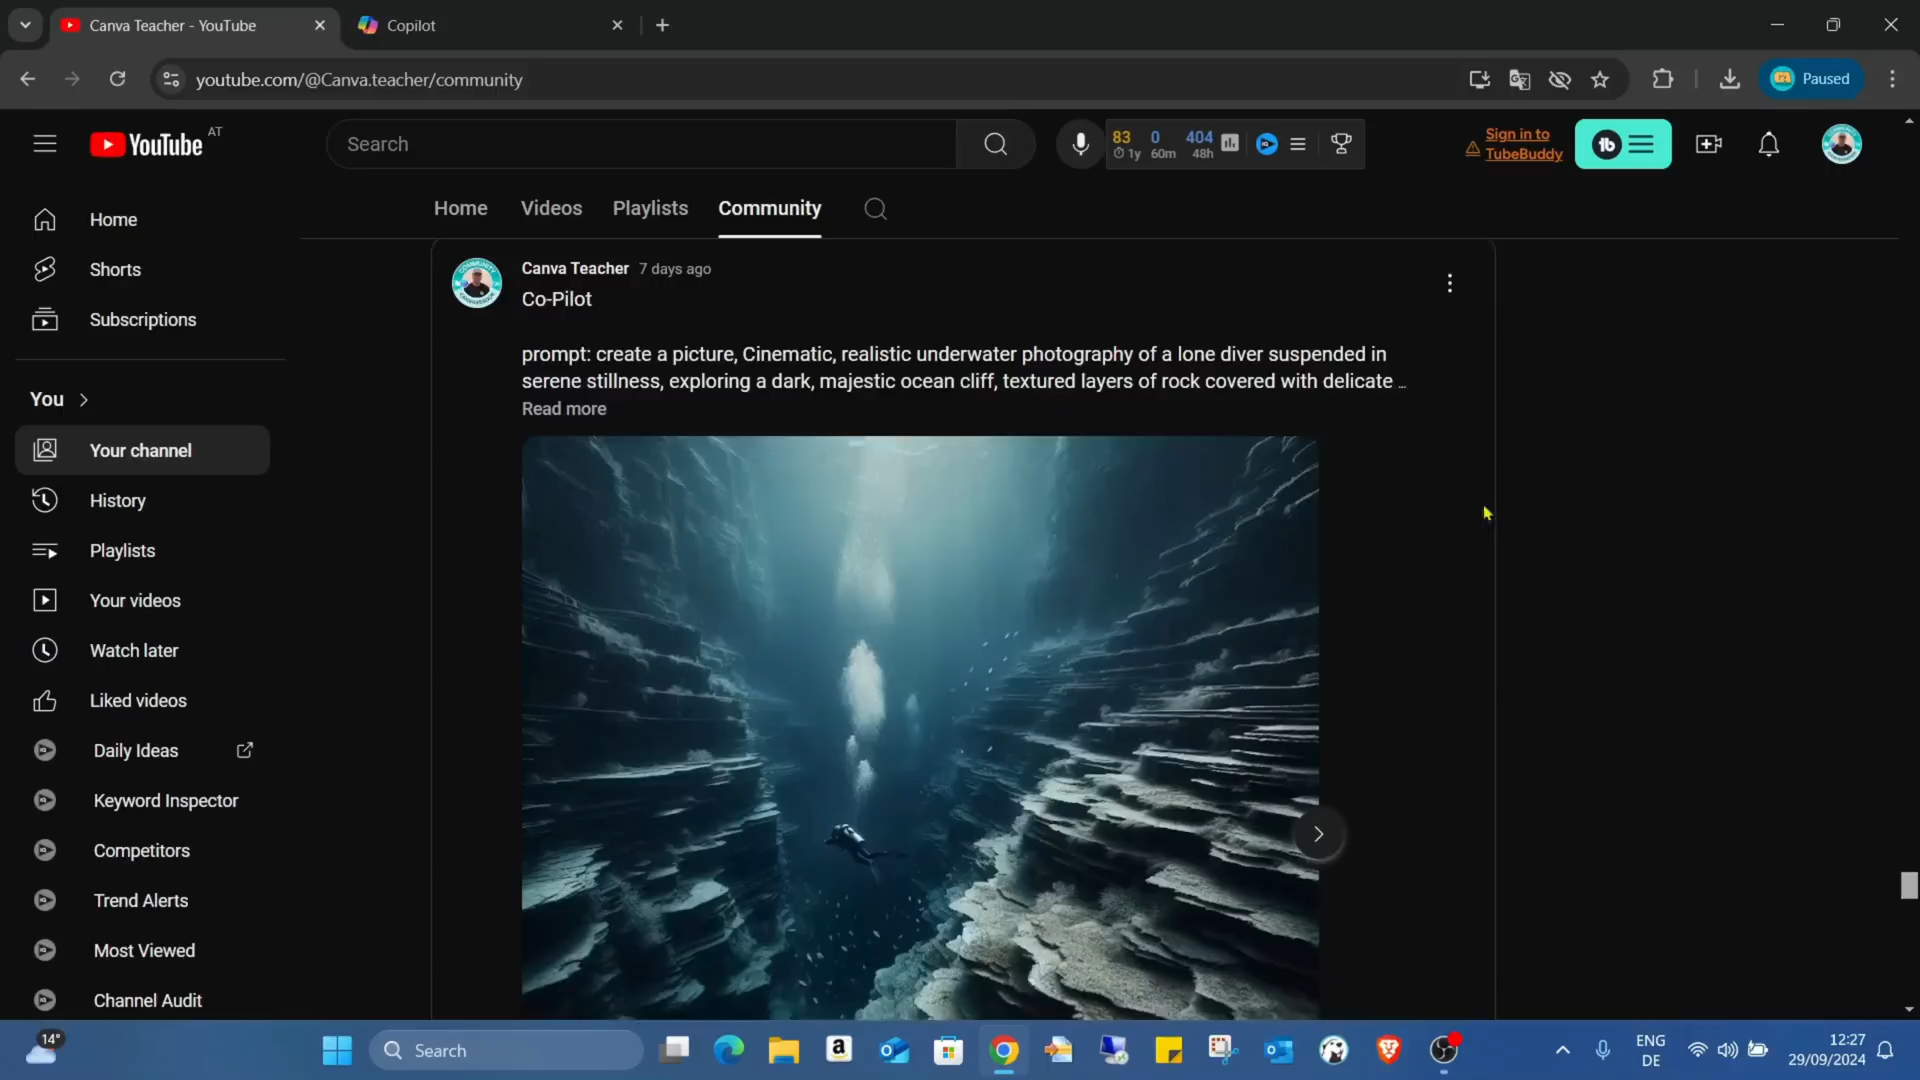 Canva Teacher - YouTube
Copilot
youtube.com/@Canva.teacher/community
Paused
YouTube AT
Search
83 0 404
1y 60m 48h
Sign in to
TubeBuddy
Home Videos Playlists Community
Home
Shorts
Subscriptions
You
Your channel
History
Playlists
Your videos
Watch later
Liked videos
Daily Ideas
Keyword Inspector
Competitors
Trend Alerts
Most Viewed
Channel Audit
Canva Teacher 7 days ago
Co-Pilot
prompt: create a picture, Cinematic, realistic underwater photography of a lone diver suspended in
serene stillness, exploring a dark, majestic ocean cliff, textured layers of rock covered with delicate ...
Read more
14°
Search
ENG
DE
12:27
29/09/2024